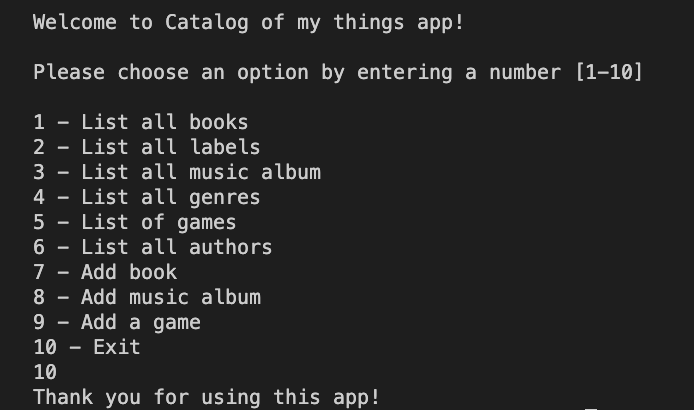 Welcome to Catalog of my things app!
Please choose an option by entering a number [1-10]
1 - List all books
2 - List all labels
3 - List all music album
4 - List all genres
5 - List of games
6 - List all authors
7 - Add book
8 - Add music album
9 - Add a game
10 - Exit
10
Thank you for using this app!